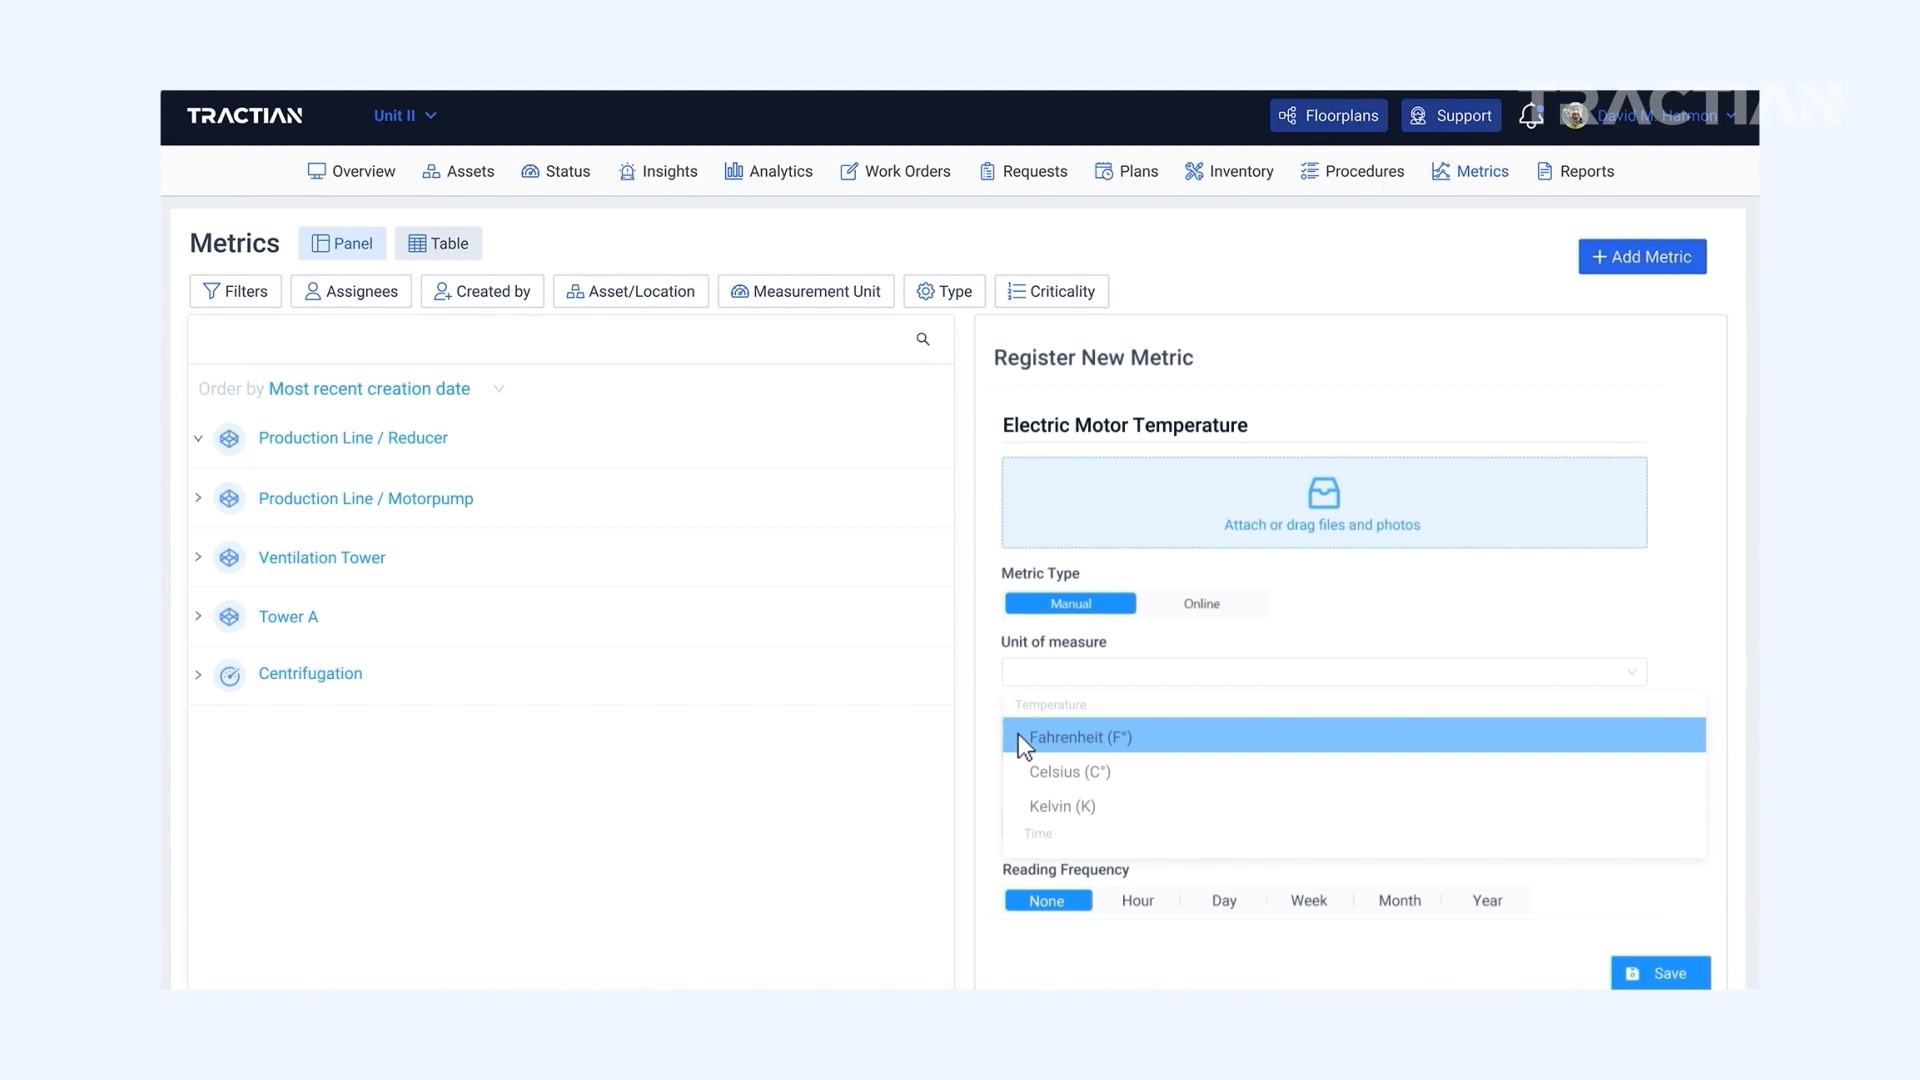 TRACTIAN
Unit II
Floorplans
Support
David M. Harmon
TRACTIAN
Overview
Assets
Status
Insights
Analytics
Work Orders
Requests
Plans
Inventory
Procedures
Metrics
Reports
Metrics
Panel
Table
+ Add Metric
Filters
Assignees
Created by
Asset/Location
Measurement Unit
Type
Criticality
Order by Most recent creation date
Production Line / Reducer
Production Line / Motorpump
Ventilation Tower
Tower A
Centrifugation
Register New Metric
Electric Motor Temperature
Attach or drag files and photos
Metric Type
Manual
Online
Unit of measure
Temperature
Fahrenheit (F°)
Celsius (C°)
Kelvin (K)
Time
Reading Frequency
None
Hour
Day
Week
Month
Year
Save